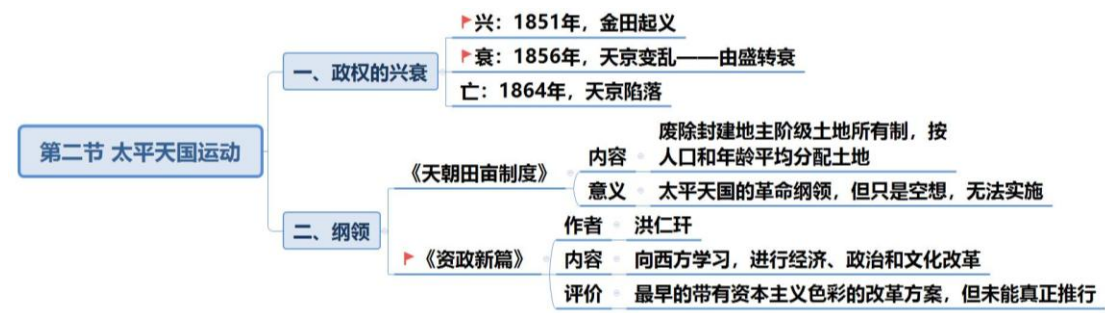 第二节 太平天国运动
一、政权的兴衰
兴：1851年，金田起义
衰：1856年，天京变乱——由盛转衰
亡：1864年，天京陷落
二、纲领
《天朝田亩制度》
内容
废除封建地主阶级土地所有制，按
人口和年龄平均分配土地
意义
太平天国的革命纲领，但只是空想，无法实施
《资政新篇》
作者
洪仁玕
内容
向西方学习，进行经济、政治和文化改革
评价
最早的带有资本主义色彩的改革方案，但未能真正推行